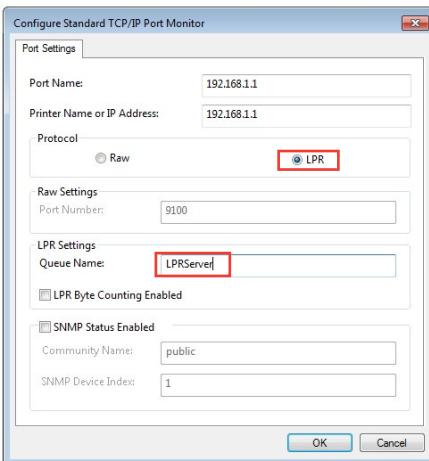 Configure Standard TCP/IP Port Monitor
Port Settings
Port Name: 192.168.1.1
Printer Name or IP Address: 192.168.1.1
Protocol
Raw LPR
Raw Settings
Port Number: 9100
LPR Settings
Queue Name: LPRServer
LPR Byte Counting Enabled
SNMP Status Enabled
Community Name: public
SNMP Device Index: 1
OK Cancel